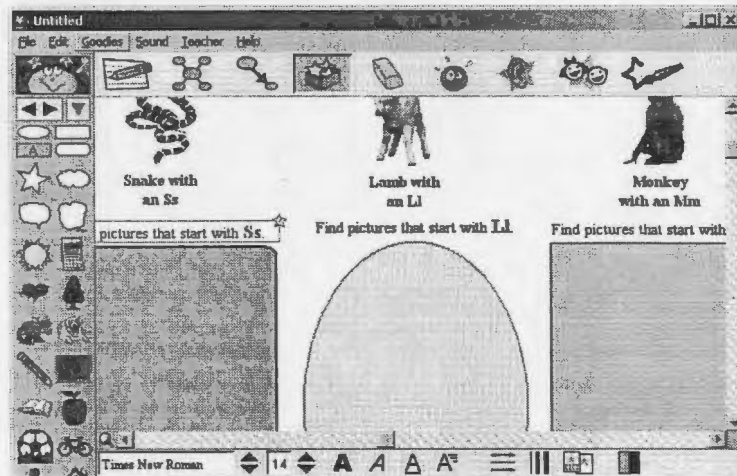 Untitled
File Edit Goodies Sound Teacher Help
A
Snake with
an Ss
Lamb with
an Ll
Monkey
with an Mm
pictures that start with Ss.
Find pictures that start with Ll
Find pictures that start with
Times New Roman 14 A A A A